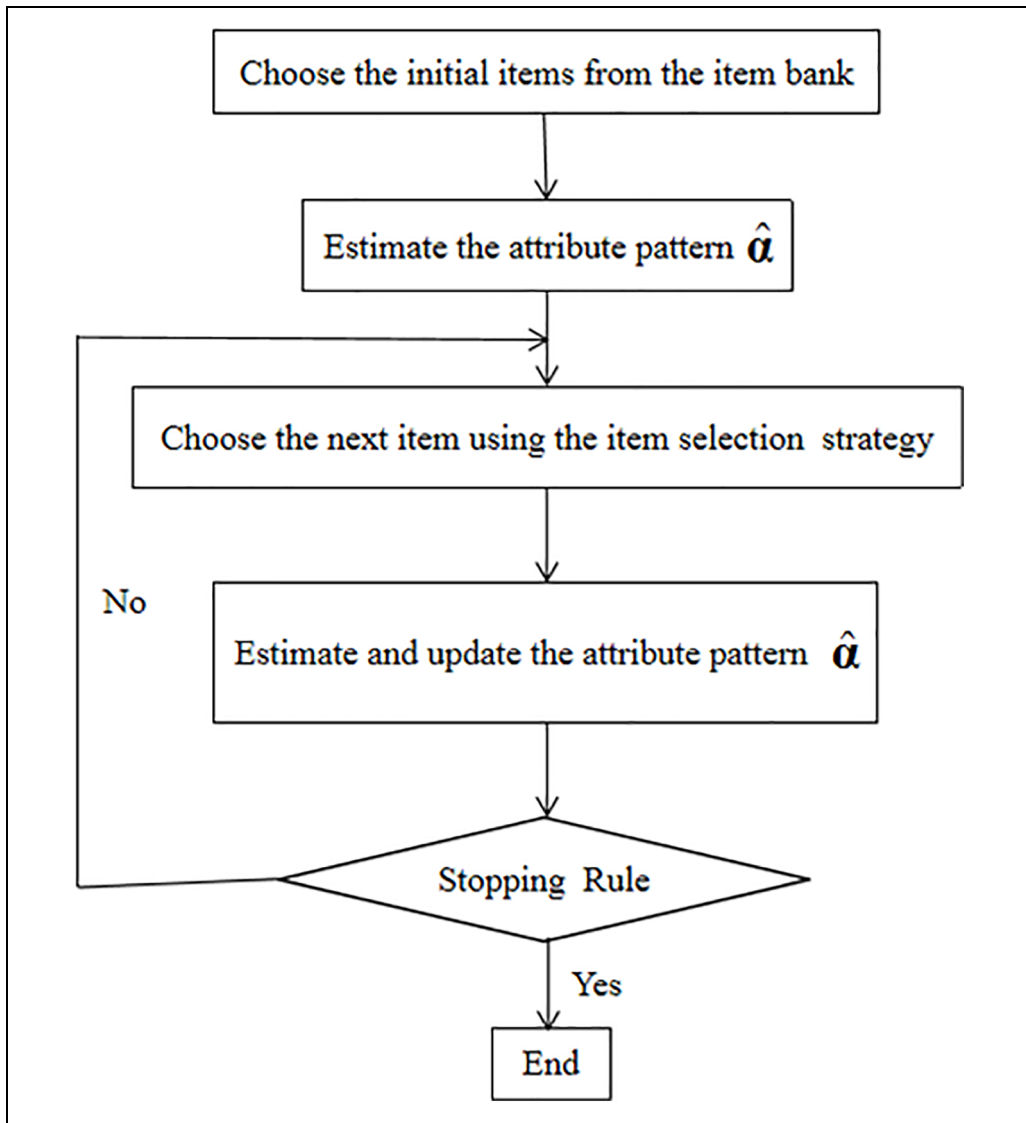 Choose the initial items from the item bank
Estimate the attribute pattern α̂
Choose the next item using the item selection strategy
No
Estimate and update the attribute pattern α̂
Stopping Rule
Yes
End